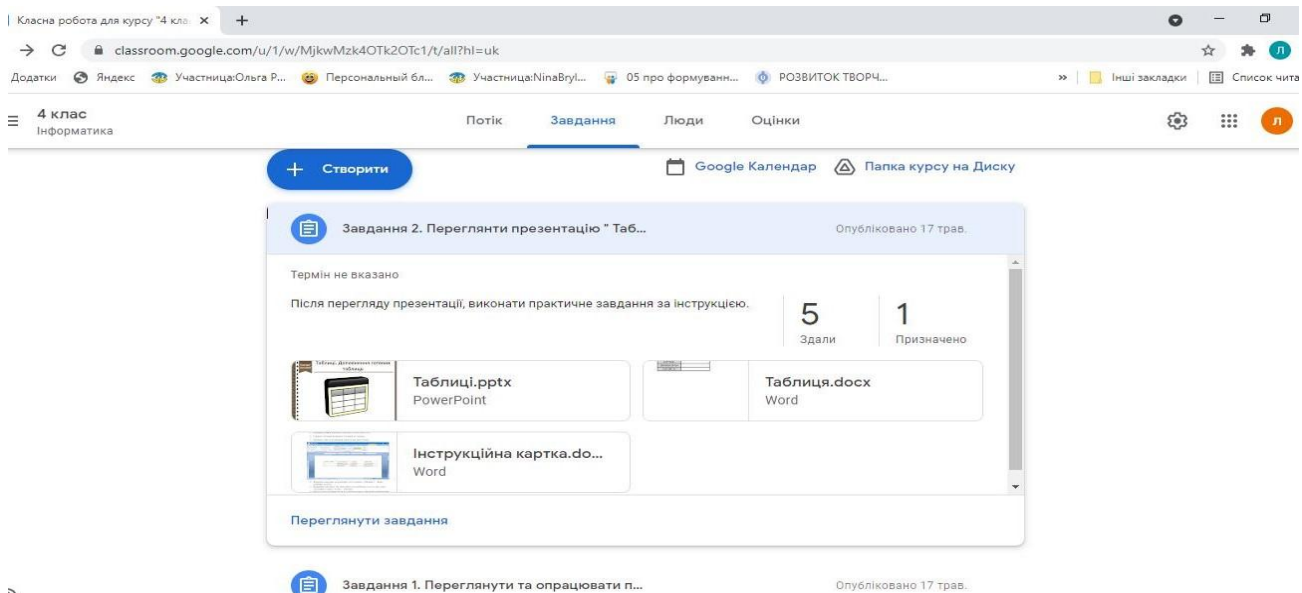 Класна робота для курсу "4 кла
classroom.google.com/u/1/w/MjkwMzk4OTk2OTc1/t/all?hl=uk
Додатки Яндекс Участница:Ольга Р... Персональный бл... Участница:NinaBryl... 05 про формуванн... РОЗВИТОК ТВОРЧ... » Інші закладки Список чита
Л
4 клас
Інформатика
Потік Завдання Люди Оцінки
Л
+ Створити
Google Календар Папка курсу на Диску
Завдання 2. Переглянти презентацію " Таб... Опубліковано 17 трав.
Термін не вказано
Після перегляду презентації, виконати практичне завдання за інструкцією.
5 1
Здали Призначено
Таблиці.pptx
PowerPoint
Таблиця.docx
Word
Інструкційна картка.do...
Word
Переглянути завдання
Завдання 1. Переглянути та опрацювати п... Опубліковано 17 трав.